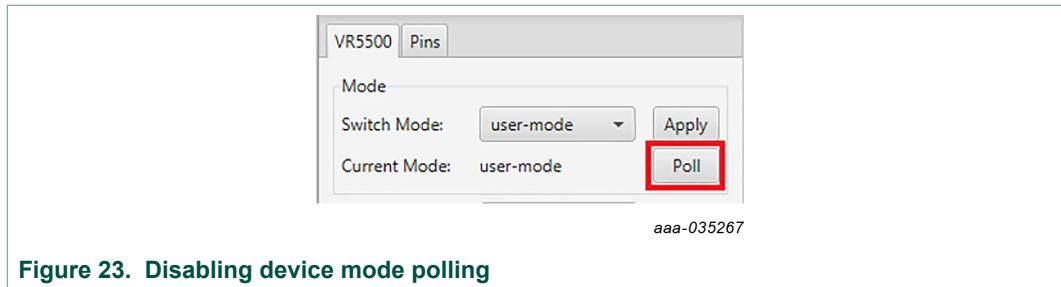 VR5500 Pins
Mode
Switch Mode: user-mode Apply
Current Mode: user-mode Poll
aaa-035267
Figure 23. Disabling device mode polling